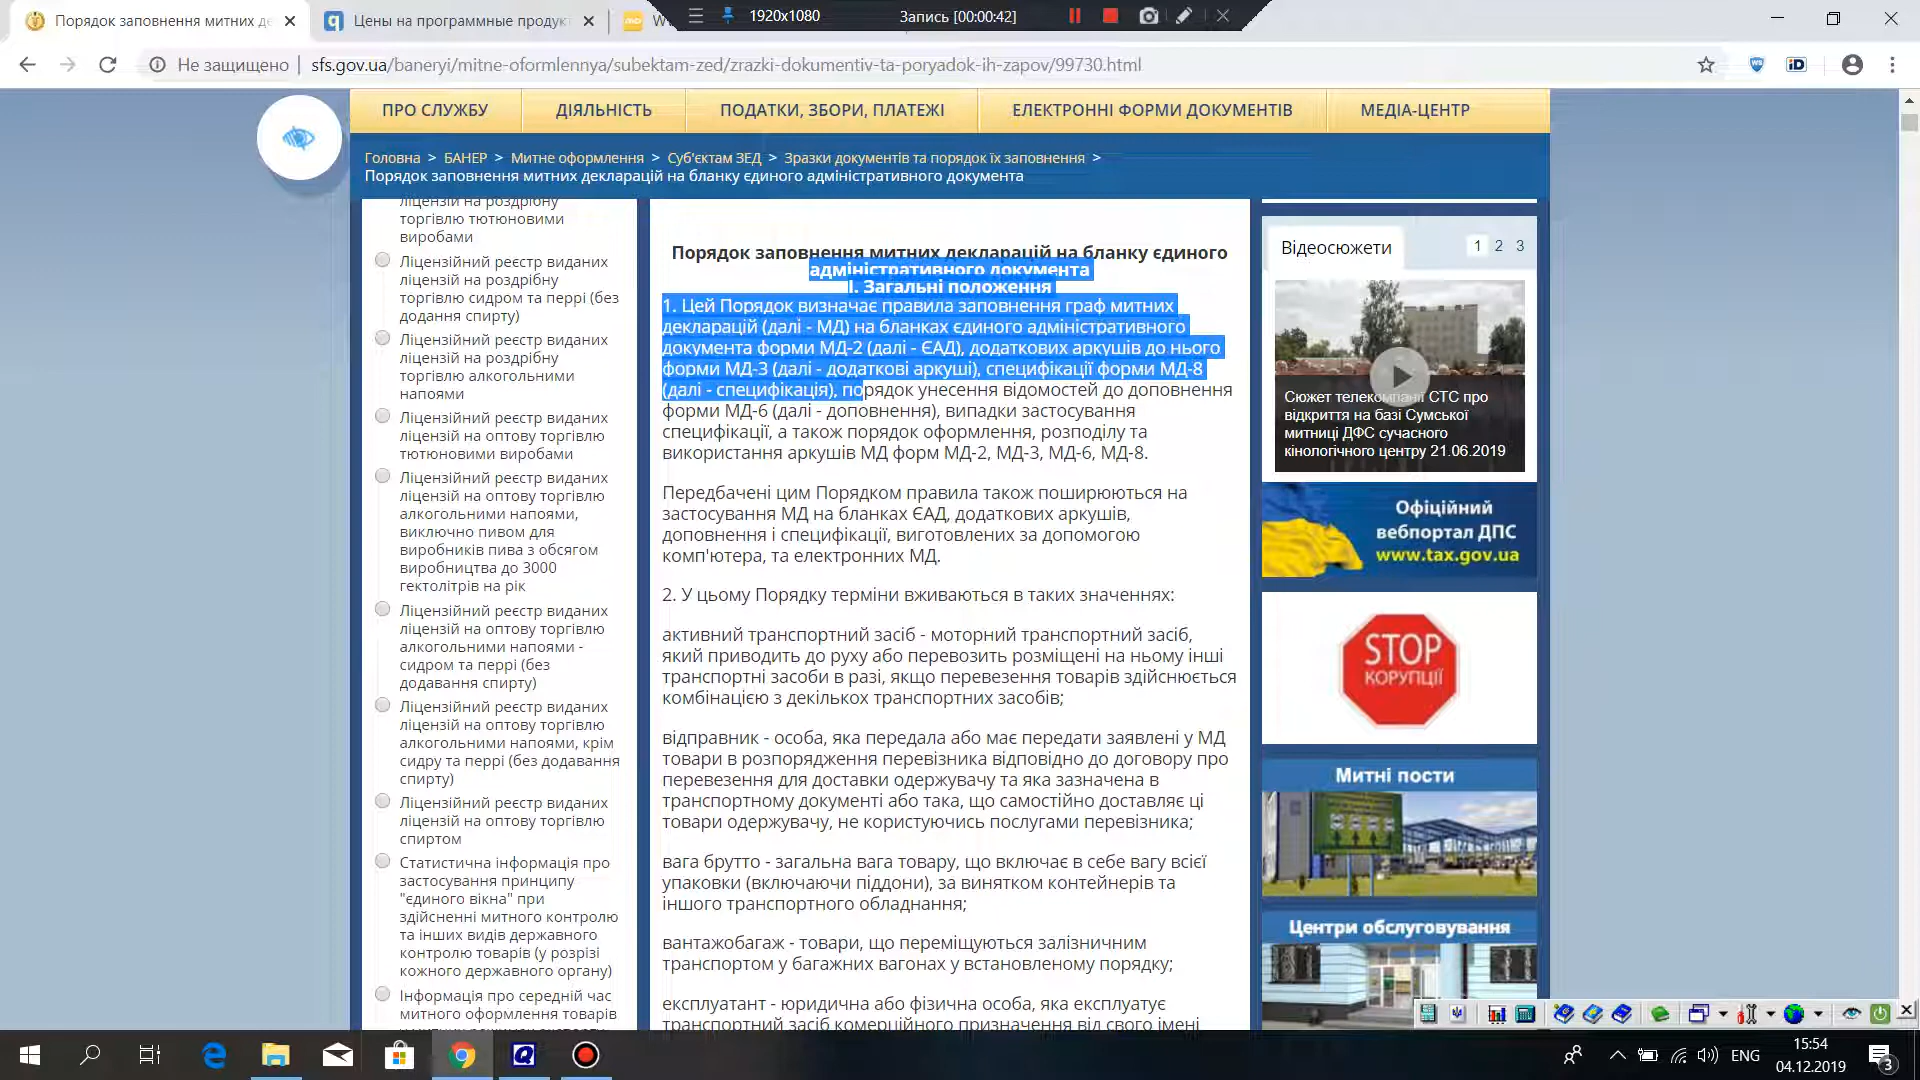 Порядок заповнення митних де
Цены на программные продукт
1920x1080
Запись [00:00:42]
Не защищено
sfs.gov.ua/baneryi/mitne-oformlennya/subektam-zed/zrazki-dokumentiv-ta-poryadok-ih-zapov/99730.html
ПРО СЛУЖБУ
ДІЯЛЬНІСТЬ
ПОДАТКИ, ЗБОРИ, ПЛАТЕЖІ
ЕЛЕКТРОННІ ФОРМИ ДОКУМЕНТІВ
МЕДІА-ЦЕНТР
Головна > БАНЕР > Митне оформлення > Суб'єктам ЗЕД > Зразки документів та порядок їх заповнення >
Порядок заповнення митних декларацій на бланку єдиного адміністративного документа
ліцензій на роздрібну
торгівлю тютюновими
виробами
Ліцензійний реєстр виданих
ліцензій на роздрібну
торгівлю сидром та перрі (без
додання спирту)
Ліцензійний реєстр виданих
ліцензій на роздрібну
торгівлю алкогольними
напоями
Ліцензійний реєстр виданих
ліцензій на оптову торгівлю
тютюновими виробами
Ліцензійний реєстр виданих
ліцензій на оптову торгівлю
алкогольними напоями,
виключно пивом для
виробників пива з обсягом
виробництва до 3000
гектолітрів на рік
Ліцензійний реєстр виданих
ліцензій на оптову торгівлю
алкогольними напоями -
сидром та перрі (без
додавання спирту)
Ліцензійний реєстр виданих
ліцензій на оптову торгівлю
алкогольними напоями, крім
сидру та перрі (без додавання
спирту)
Ліцензійний реєстр виданих
ліцензій на оптову торгівлю
спиртом
Статистична інформація про
застосування принципу
"єдиного вікна" при
здійсненні митного контролю
та інших видів державного
контролю товарів (у розрізі
кожного державного органу)
Інформація про середній час
митного оформлення товарів
Порядок заповнення митних декларацій на бланку єдиного
адміністративного документа
І. Загальні положення
1. Цей Порядок визначає правила заповнення граф митних
декларацій (далі - МД) на бланках єдиного адміністративного
документа форми МД-2 (далі - ЄАД), додаткових аркушів до нього
форми МД-3 (далі - додаткові аркуші), специфікації форми МД-8
(далі - специфікація), порядок унесення відомостей до доповнення
форми МД-6 (далі - доповнення), випадки застосування
специфікації, а також порядок оформлення, розподілу та
використання аркушів МД форм МД-2, МД-3, МД-6, МД-8.
Передбачені цим Порядком правила також поширюються на
застосування МД на бланках ЄАД, додаткових аркушів,
доповнення і специфікації, виготовлених за допомогою
комп'ютера, та електронних МД.
2. У цьому Порядку терміни вживаються в таких значеннях:
активний транспортний засіб - моторний транспортний засіб,
який приводить до руху або перевозить розміщені на ньому інші
транспортні засоби в разі, якщо перевезення товарів здійснюється
комбінацією з декількох транспортних засобів;
відправник - особа, яка передала або має передати заявлені у МД
товари в розпорядження перевізника відповідно до договору про
перевезення для доставки одержувачу та яка зазначена в
транспортному документі або така, що самостійно доставляє ці
товари одержувачу, не користуючись послугами перевізника;
вага брутто - загальна вага товару, що включає в себе вагу всієї
упаковки (включаючи піддони), за винятком контейнерів та
іншого транспортного обладнання;
вантажобагаж - товари, що переміщуються залізничним
транспортом у багажних вагонах у встановленому порядку;
експлуатант - юридична або фізична особа, яка експлуатує
транспортний засіб комерційного призначення від свого імені
Відеосюжети
1 2 3
Сюжет телекомпанії СТС про
відкриття на базі Сумської
митниці ДФС сучасного
кінологічного центру 21.06.2019
Офіційний
вебпортал ДПС
www.tax.gov.ua
STOP
КОРУПЦІЇ
Митні пости
Центри обслуговування
ENG
15:54
04.12.2019
3